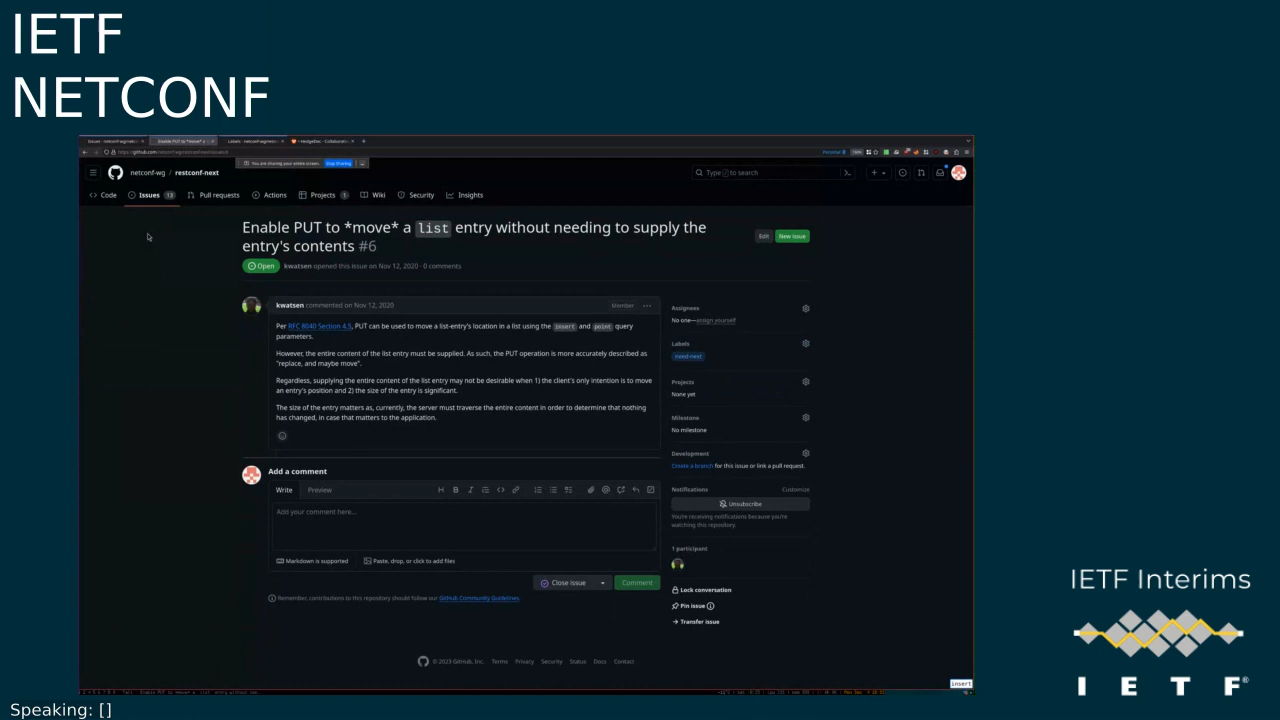 IETF
NETCONF
You are sharing your entire screen. Stop Sharing
netconf-wg / restconf-next
Type / to search
Code
Issues 13
Pull requests
Actions
Projects 1
Wiki
Security
Insights
Enable PUT to *move* a list entry without needing to supply the
entry's contents #6
Edit
New issue
Open kwatsen opened this issue on Nov 12, 2020 · 0 comments
kwatsen commented on Nov 12, 2020
Member
Per RFC 8040 Section 4.5, PUT can be used to move a list-entry's location in a list using the insert and point query
parameters.
However, the entire content of the list entry must be supplied. As such, the PUT operation is more accurately described as
"replace, and maybe move".
Regardless, supplying the entire content of the list entry may not be desirable when 1) the client's only intention is to move
an entry's position and 2) the size of the entry is significant.
The size of the entry matters as, currently, the server must traverse the entire content in order to determine that nothing
has changed, in case that matters to the application.
Add a comment
Write
Preview
Add your comment here...
Markdown is supported
Paste, drop, or click to add files
Close issue
Comment
Remember, contributions to this repository should follow our GitHub Community Guidelines.
Assignees
No one—assign yourself
Labels
need-next
Projects
None yet
Milestone
No milestone
Development
Create a branch for this issue or link a pull request.
Notifications
Customize
Unsubscribe
You're receiving notifications because you're
watching this repository.
1 participant
Lock conversation
Pin issue
Transfer issue
© 2023 GitHub, Inc.
Terms
Privacy
Security
Status
Docs
Contact
insert
IETF Interims
I E T F®
Speaking: []